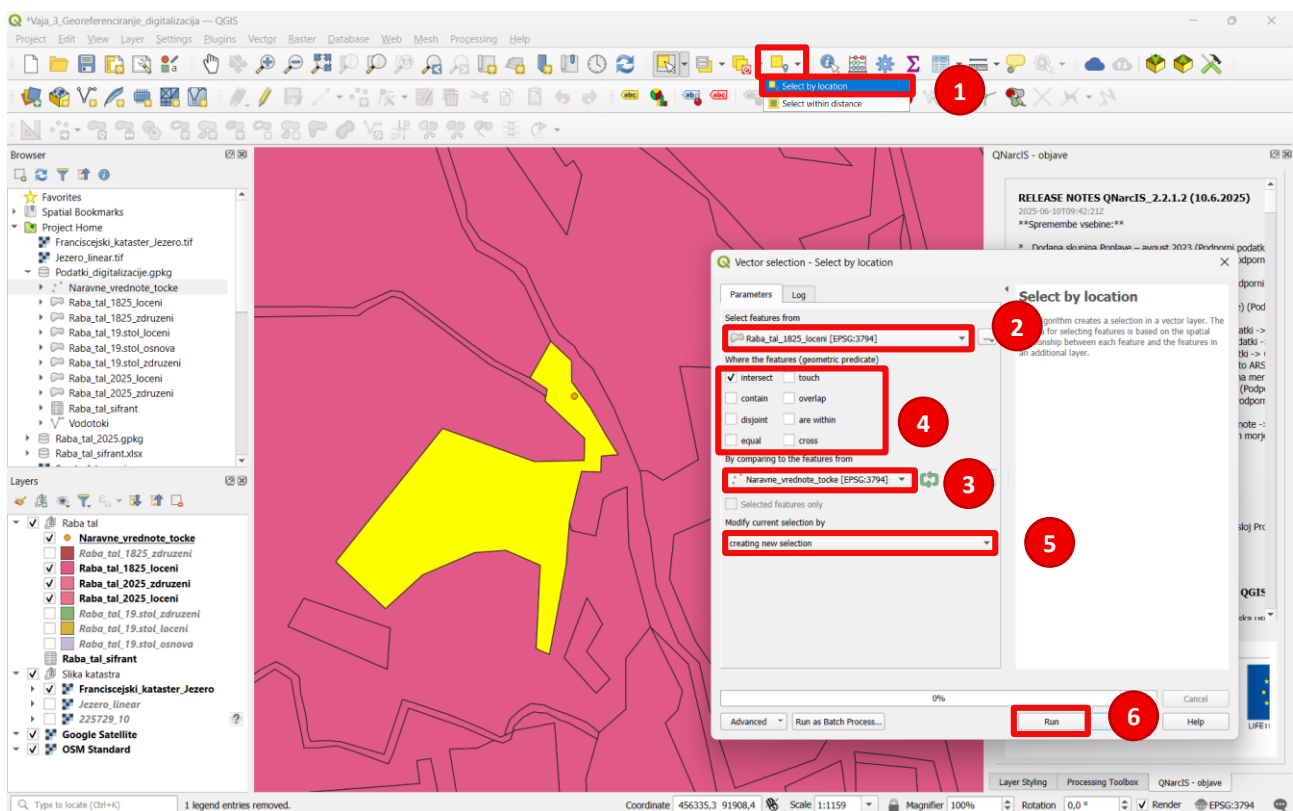 *Vaja_3_Georeferenciranje_digitalizacija — QGIS
Project Edit View Layer Settings Plugins Vector Raster Database Web Mesh Processing Help
Select by location
Select within distance
1
Browser
Favorites
Spatial Bookmarks
Project Home
Franciscejski_kataster_Jezero.tif
Jezero_linear.tif
Podatki_digitalizacije.gpkg
Naravne_vrednote_tocke
Raba_tal_1825_loceni
Raba_tal_1825_zdruzeni
Raba_tal_19.stol_loceni
Raba_tal_19.stol_osnova
Raba_tal_19.stol_zdruzeni
Raba_tal_2025_loceni
Raba_tal_2025_zdruzeni
Raba_tal_sifrant
Vodotoki
Raba_tal_2025.gpkg
Raba_tal_sifrant.xlsx
Layers
Raba tal
Naravne_vrednote_tocke
Raba_tal_1825_zdruzeni
Raba_tal_1825_loceni
Raba_tal_2025_zdruzeni
Raba_tal_2025_loceni
Raba_tal_19.stol_zdruzeni
Raba_tal_19.stol_loceni
Raba_tal_19.stol_osnova
Raba_tal_sifrant
Slika katastra
Franciscejski_kataster_Jezero
Jezero_linear
225729_10 ?
Google Satellite
OSM Standard
Vector selection - Select by location
Parameters Log
Select features from
Raba_tal_1825_loceni [EPSG:3794]
2
Where the features (geometric predicate)
intersect touch
contain overlap
disjoint are within
equal cross
4
By comparing to the features from
Naravne_vrednote_tocke [EPSG:3794]
3
Selected features only
Modify current selection by
creating new selection
5
Select by location
gorithm creates a selection in a vector layer. The
for selecting features is based on the spatial
onship between each feature and the features in
an additional layer.
0%
Cancel
Advanced Run as Batch Process...
Run
6
Help
QNarcIS - objave
RELEASE NOTES QNarcIS_2.2.1.2 (10.6.2025)
2025-06-10T09:42:21Z
**Spremembe vsebine:**
* Dodana skupina Poplave – avgust 2023 (Podporni podatk
QGIS
LIFE1
Layer Styling Processing Toolbox QNarcIS - objave
Type to locate (Ctrl+K) 1 legend entries removed. Coordinate 456335,3 91908,4 Scale 1:1159 Magnifier 100% Rotation 0,0 ° Render EPSG:3794